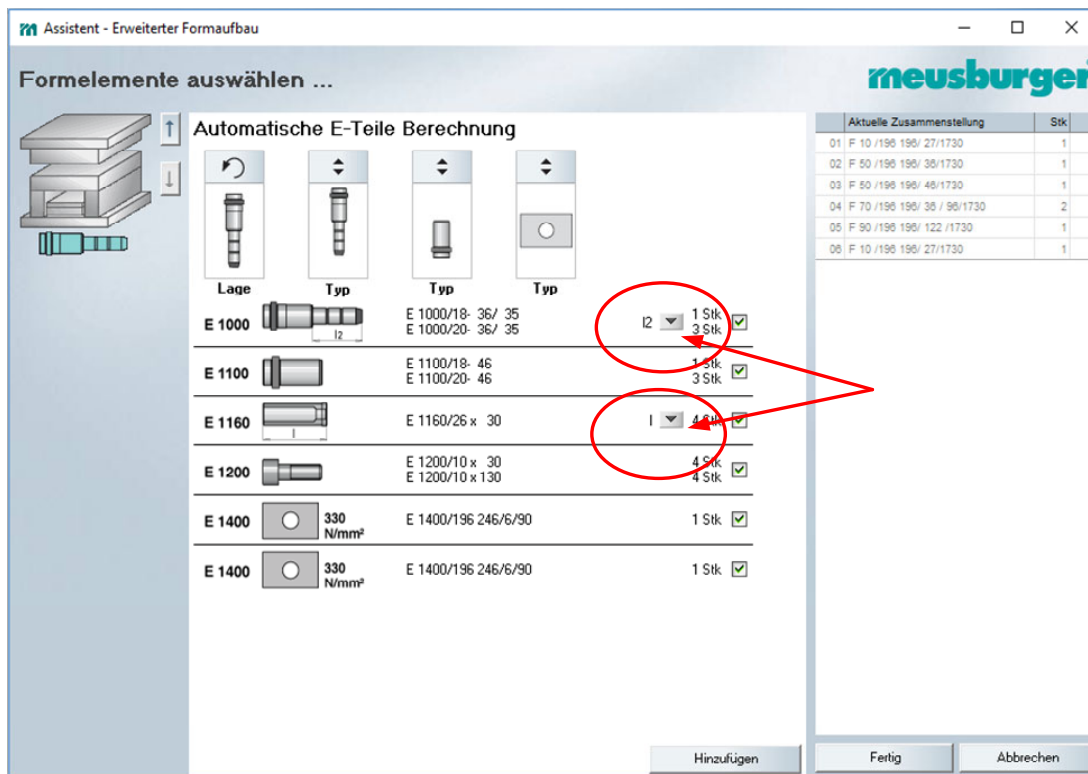 Assistent - Erweiterter Formaufbau
Formelemente auswählen ...
meusburger
Automatische E-Teile Berechnung
Lage Typ Typ Typ
E 1000 l2 E 1000/18- 36/ 35 l2 1 Stk
E 1000/20- 36/ 35 3 Stk
E 1100 E 1100/18- 46 1 Stk
E 1100/20- 46 3 Stk
E 1160 l E 1160/26 x 30 l 4 Stk
E 1200 E 1200/10 x 30 4 Stk
E 1200/10 x 130 4 Stk
E 1400 330 N/mm² E 1400/196 246/6/90 1 Stk
E 1400 330 N/mm² E 1400/196 246/6/90 1 Stk
Hinzufügen
Aktuelle Zusammenstellung Stk
01 F 10 /196 196/ 27/1730 1
02 F 50 /196 196/ 36/1730 1
03 F 50 /196 196/ 46/1730 1
04 F 70 /196 196/ 36 / 96/1730 2
05 F 90 /196 196/ 122 /1730 1
06 F 10 /196 196/ 27/1730 1
Fertig Abbrechen